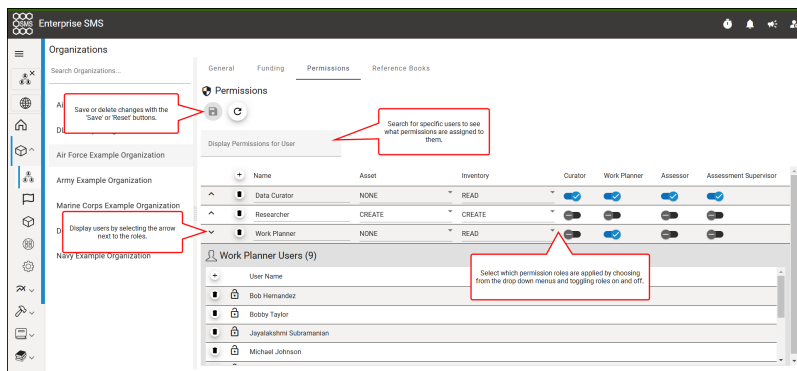 SMS
Enterprise SMS
Organizations
Search Organizations...
General
Funding
Permissions
Reference Books
Permissions
Save or delete changes with the
'Save' or 'Reset' buttons.
Search for specific users to see
what permissions are assigned to
them.
Display Permissions for User
Air Force Example Organization
Army Example Organization
Marine Corps Example Organization
Navy Example Organization
Display users by selecting the arrow
next to the roles.
Name
Asset
Inventory
Curator
Work Planner
Assessor
Assessment Supervisor
Data Curator
NONE
READ
Researcher
CREATE
CREATE
Work Planner
NONE
READ
Work Planner Users (9)
Select which permission roles are applied by choosing
from the drop down menus and toggling roles on and off.
User Name
Bob Hernandez
Bobby Taylor
Jayalakshmi Subramanian
Michael Johnson